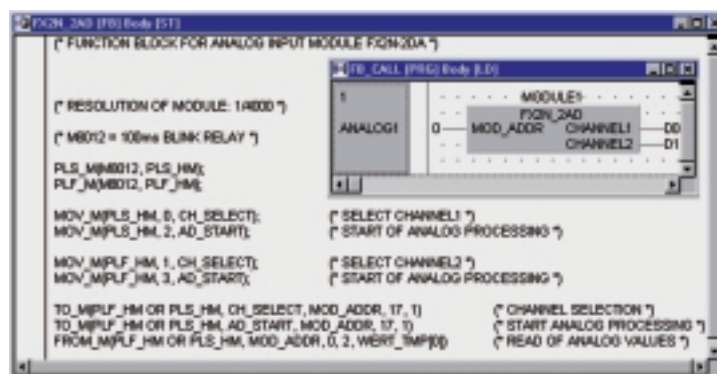 FX2N_2AD [FB] Body [ST]
(* FUNCTION BLOCK FOR ANALOG INPUT MODULE FX2N-2DA *)
FB_CALL [PRG] Body [LD]
1
MODULE1
(* RESOLUTION OF MODULE: 1/4000 *)
FX2N_2AD
ANALOG1
0 MOD_ADDR CHANNEL1 D0
CHANNEL2 D1
(* M8012 = 100ms BLINK RELAY *)
PLS_M(M8012, PLS_HM);
PLF_M(M8012, PLF_HM);
MOV_M(PLS_HM, 0, CH_SELECT); (* SELECT CHANNEL1 *)
MOV_M(PLS_HM, 2, AD_START); (* START OF ANALOG PROCESSING *)
MOV_M(PLF_HM, 1, CH_SELECT); (* SELECT CHANNEL2 *)
MOV_M(PLF_HM, 3, AD_START); (* START OF ANALOG PROCESSING *)
TO_M(PLF_HM OR PLS_HM, CH_SELECT, MOD_ADDR, 17, 1) (* CHANNEL SELECTION *)
TO_M(PLF_HM OR PLS_HM, AD_START, MOD_ADDR, 17, 1) (* START ANALOG PROCESSING *)
FROM_M(PLF_HM OR PLS_HM, MOD_ADDR, 0, 2, WERT_TMP[0]) (* READ OF ANALOG VALUES *)